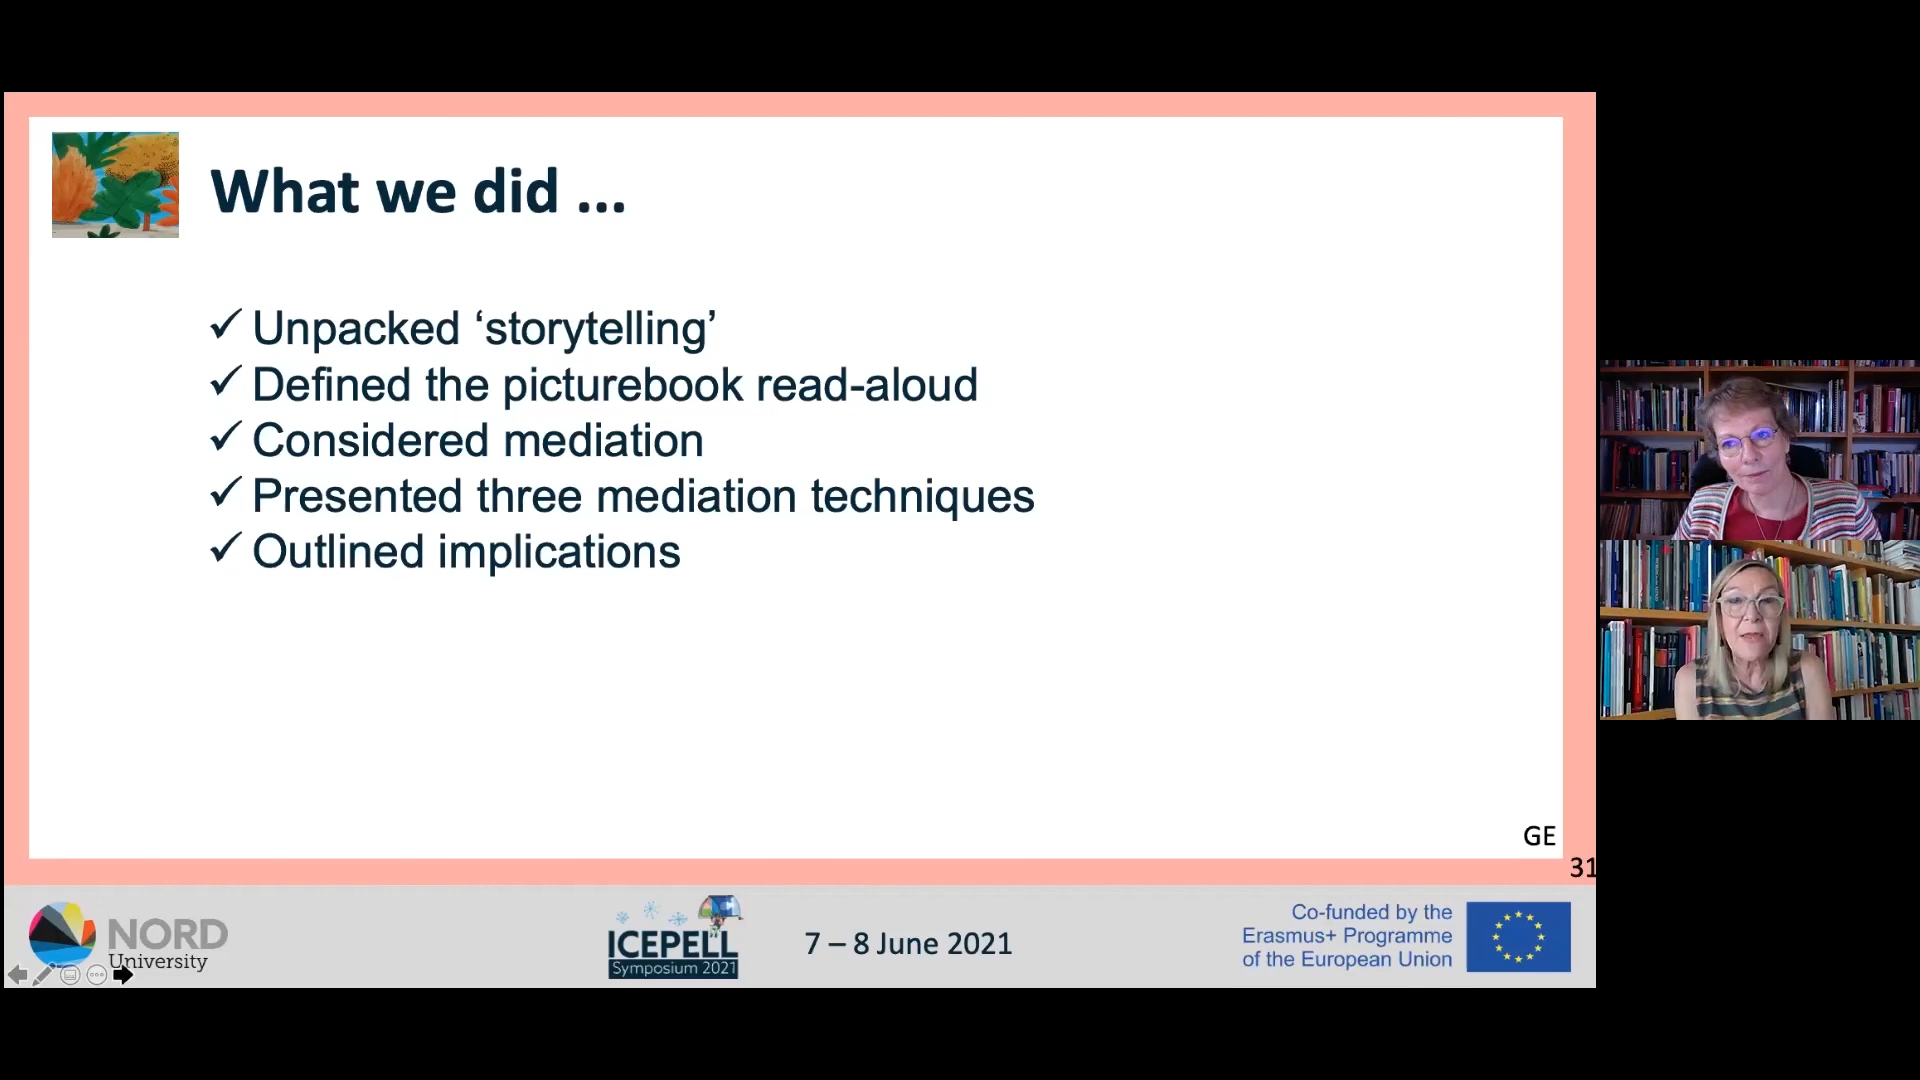 What we did ...
✓ Unpacked ‘storytelling’
✓ Defined the picturebook read-aloud
✓ Considered mediation
✓ Presented three mediation techniques
✓ Outlined implications
GE
31
NORD
University
ICEPELL
Symposium 2021
7 – 8 June 2021
Co-funded by the
Erasmus+ Programme
of the European Union